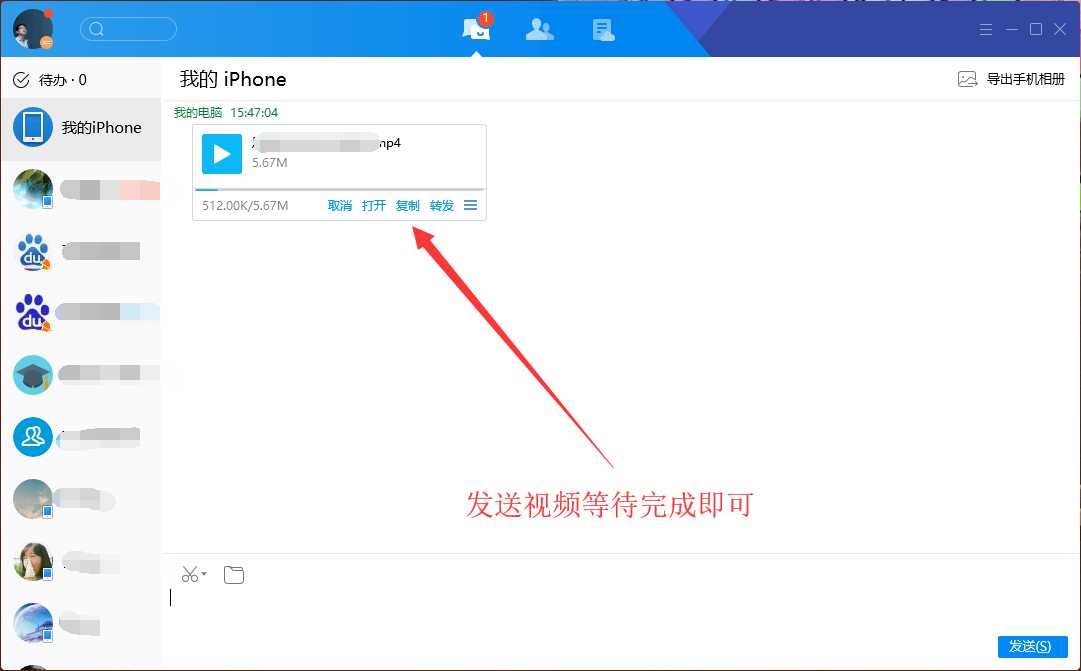 1
待办 · 0
我的 iPhone
导出手机相册
我的iPhone
我的电脑 15:47:04
mp4
5.67M
512.00K/5.67M 取消 打开 复制 转发
du
du
发送视频等待完成即可
发送(S)